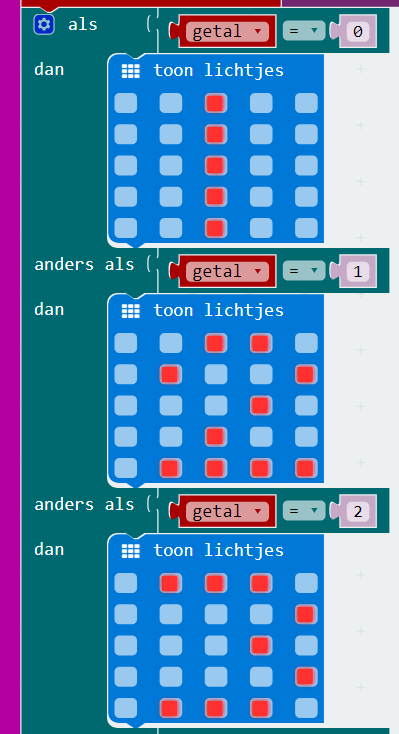 als ( getal = 0
dan toon lichtjes
anders als ( getal = 1
dan toon lichtjes
anders als ( getal = 2
dan toon lichtjes